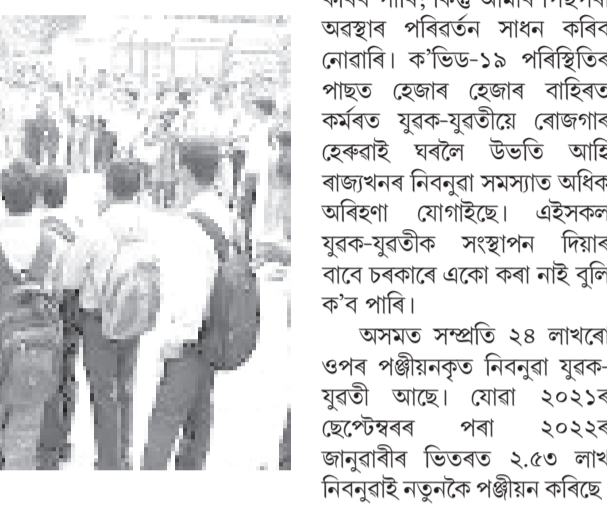 অৱস্থাৰ পৰিৱৰ্তন সাধন কৰিব
নোৱাৰি। ক'ভিড-১৯ পৰিস্থিতিৰ
পাছত হেজাৰ হেজাৰ বাহিৰত
কৰ্মৰত যুৱক-যুৱতীয়ে ৰোজগাৰ
হেৰুৱাই ঘৰলৈ উভতি আহি
ৰাজ্যখনৰ নিবনুৱা সমস্যাত অধিক
অৰিহণা যোগাইছে। এইসকল
যুৱক-যুৱতীক সংস্থাপন দিয়াৰ
বাবে চৰকাৰে একো কৰা নাই বুলি
ক'ব পাৰি।
অসমত সম্প্ৰতি ২৪ লাখৰো
ওপৰ পঞ্জীয়নকৃত নিবনুৱা যুৱক-
যুৱতী আছে। যোৱা ২০২১ৰ
ছেপ্টেম্বৰৰ পৰা ২০২২ৰ
জানুৱাৰীৰ ভিতৰত ২.৫৩ লাখ
নিবনুৱাই নতুনকৈ পঞ্জীয়ন কৰিছে